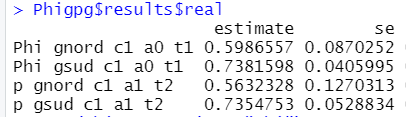 > Phigpg$results$real
estimate se
Phi gnord c1 a0 t1 0.5986557 0.0870252
Phi gsud c1 a0 t1 0.7381598 0.0405995
p gnord c1 a1 t2 0.5632328 0.1270313
p gsud c1 a1 t2 0.7354753 0.0528834